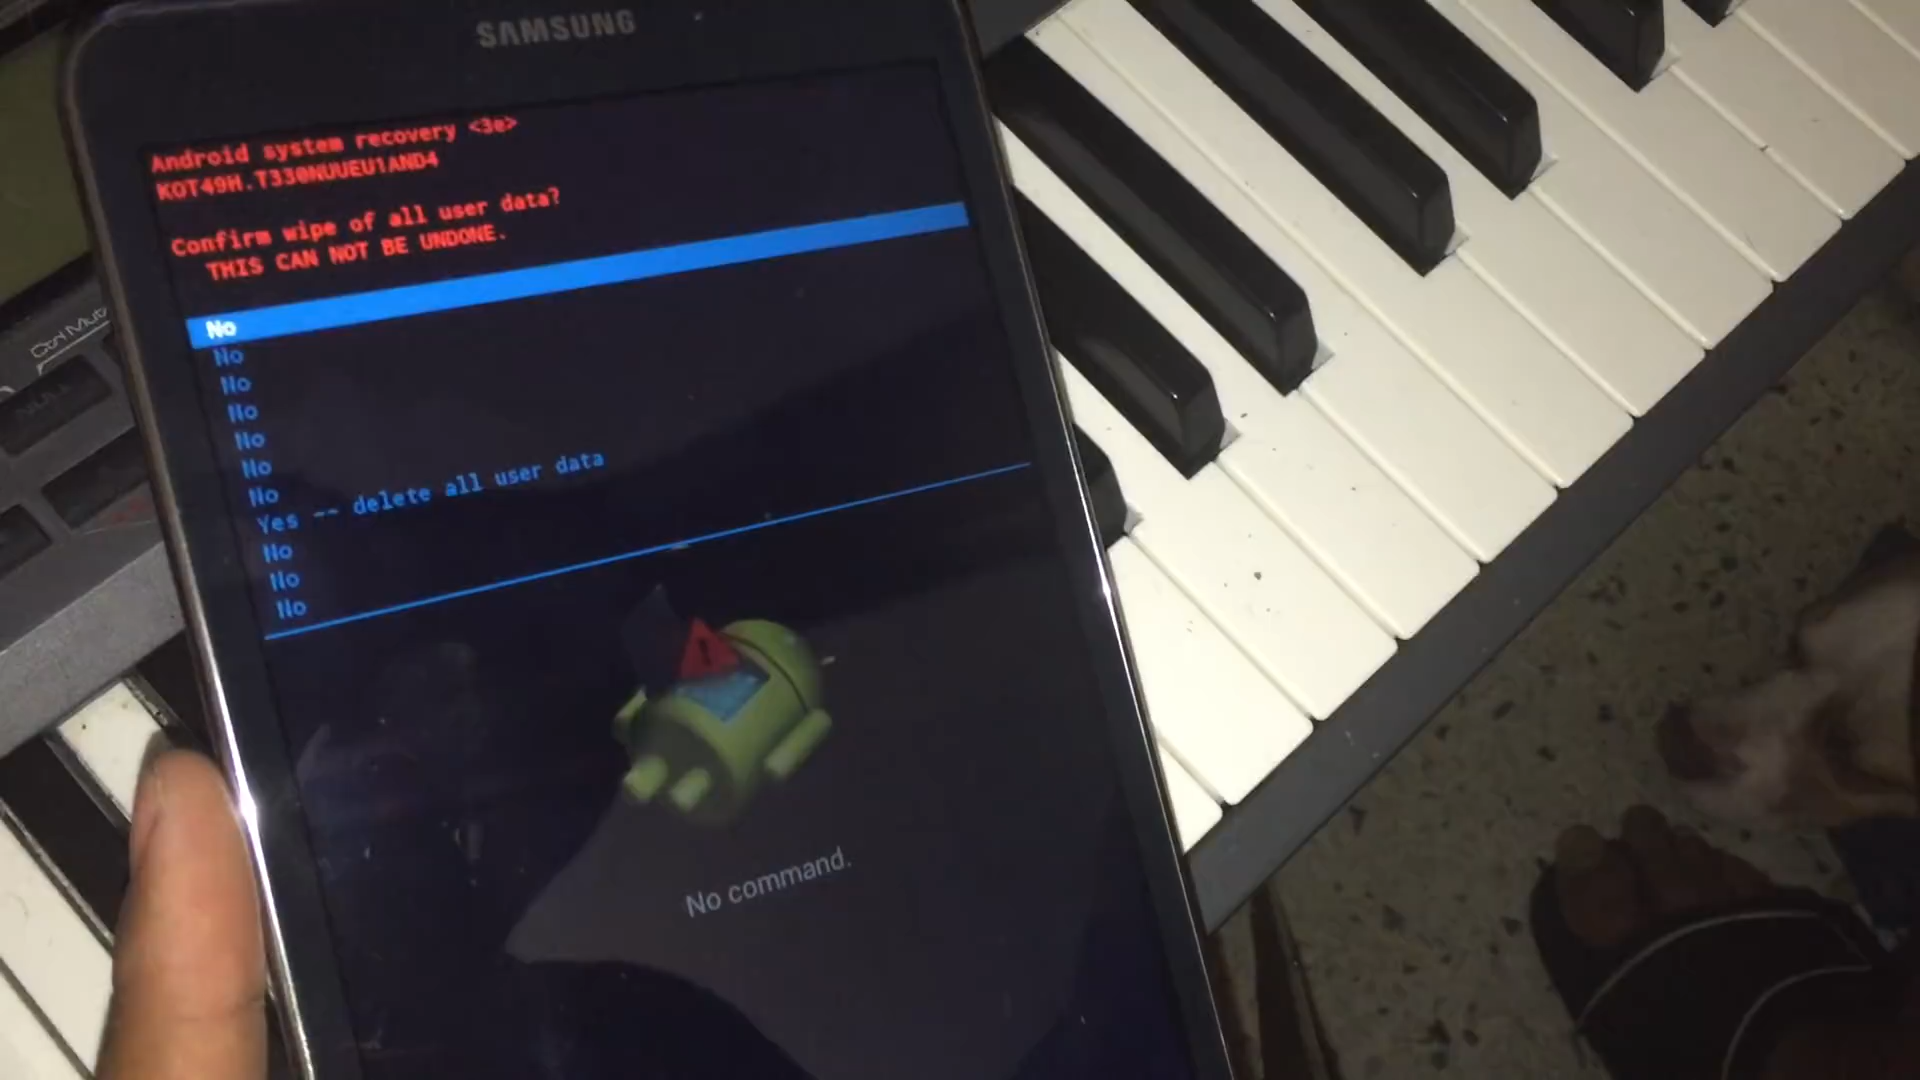 SAMSUNG
Android system recovery <3e>
KOT49H.T330NUUEU1AND4
Confirm wipe of all user data?
THIS CAN NOT BE UNDONE.
No
No
No
No
No
No
No
Yes -- delete all user data
No
No
No
No command.